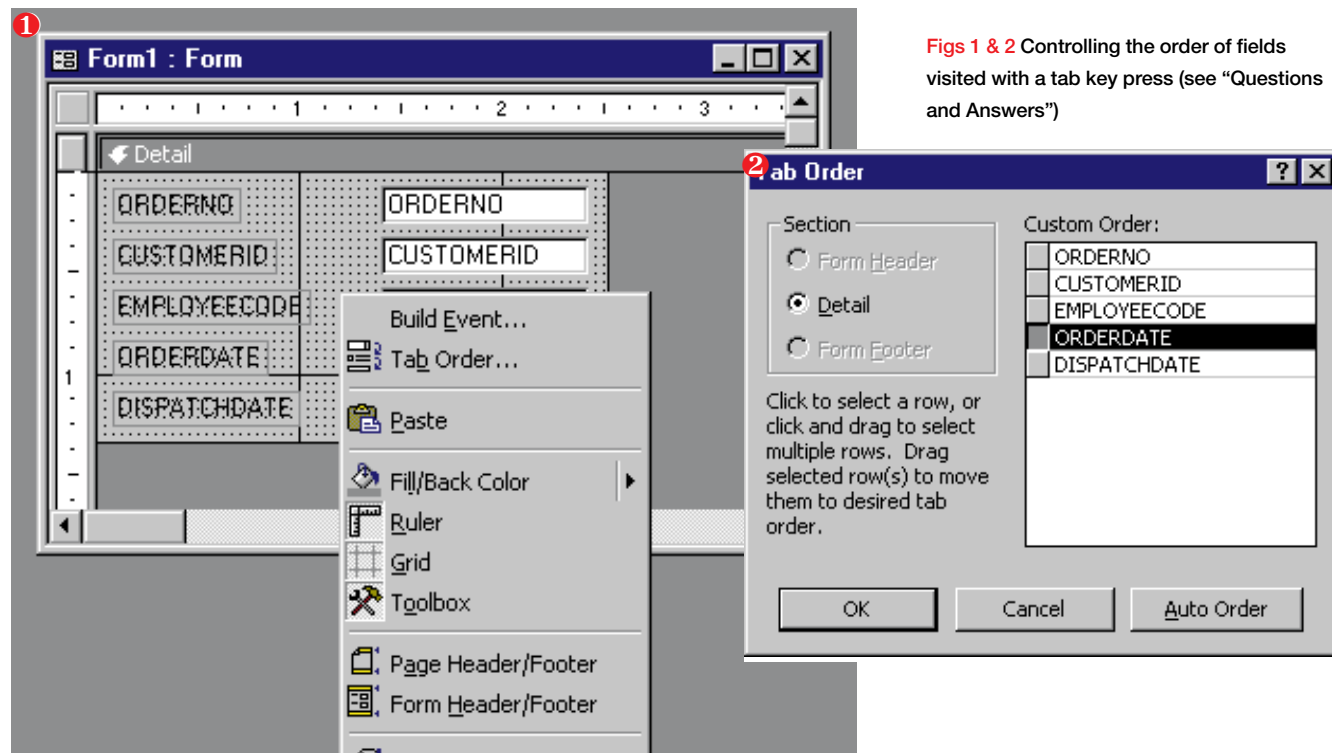 1
Form1 : Form
1 2 3
Detail
ORDERNO ORDERNO
CUSTOMERID CUSTOMERID
EMPLOYEECODE
ORDERDATE
1
DISPATCHDATE
Build Event...
Tab Order...
Paste
Fill/Back Color
Ruler
Grid
Toolbox
Page Header/Footer
Form Header/Footer
Figs 1 & 2 Controlling the order of fields
visited with a tab key press (see “Questions
and Answers”)
2
Tab Order
Section
Form Header
Detail
Form Footer
Click to select a row, or
click and drag to select
multiple rows. Drag
selected row(s) to move
them to desired tab
order.
Custom Order:
ORDERNO
CUSTOMERID
EMPLOYEECODE
ORDERDATE
DISPATCHDATE
OK Cancel Auto Order